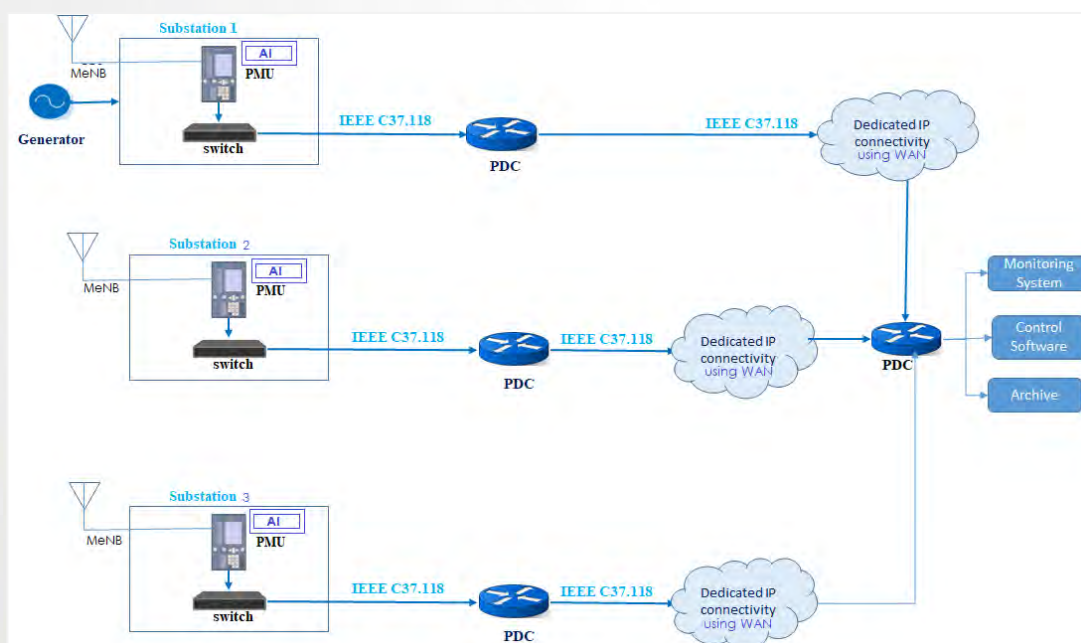 Substation 1
AI
MeNB
PMU
Generator
switch
IEEE C37.118
PDC
IEEE C37.118
Dedicated IP
connectivity
using WAN
Substation 2
AI
MeNB
PMU
switch
IEEE C37.118
PDC
IEEE C37.118
Dedicated IP
connectivity
using WAN
PDC
Monitoring
System
Control
Software
Archive
Substation 3
AI
MeNB
PMU
switch
IEEE C37.118
PDC
IEEE C37.118
Dedicated IP
connectivity
using WAN